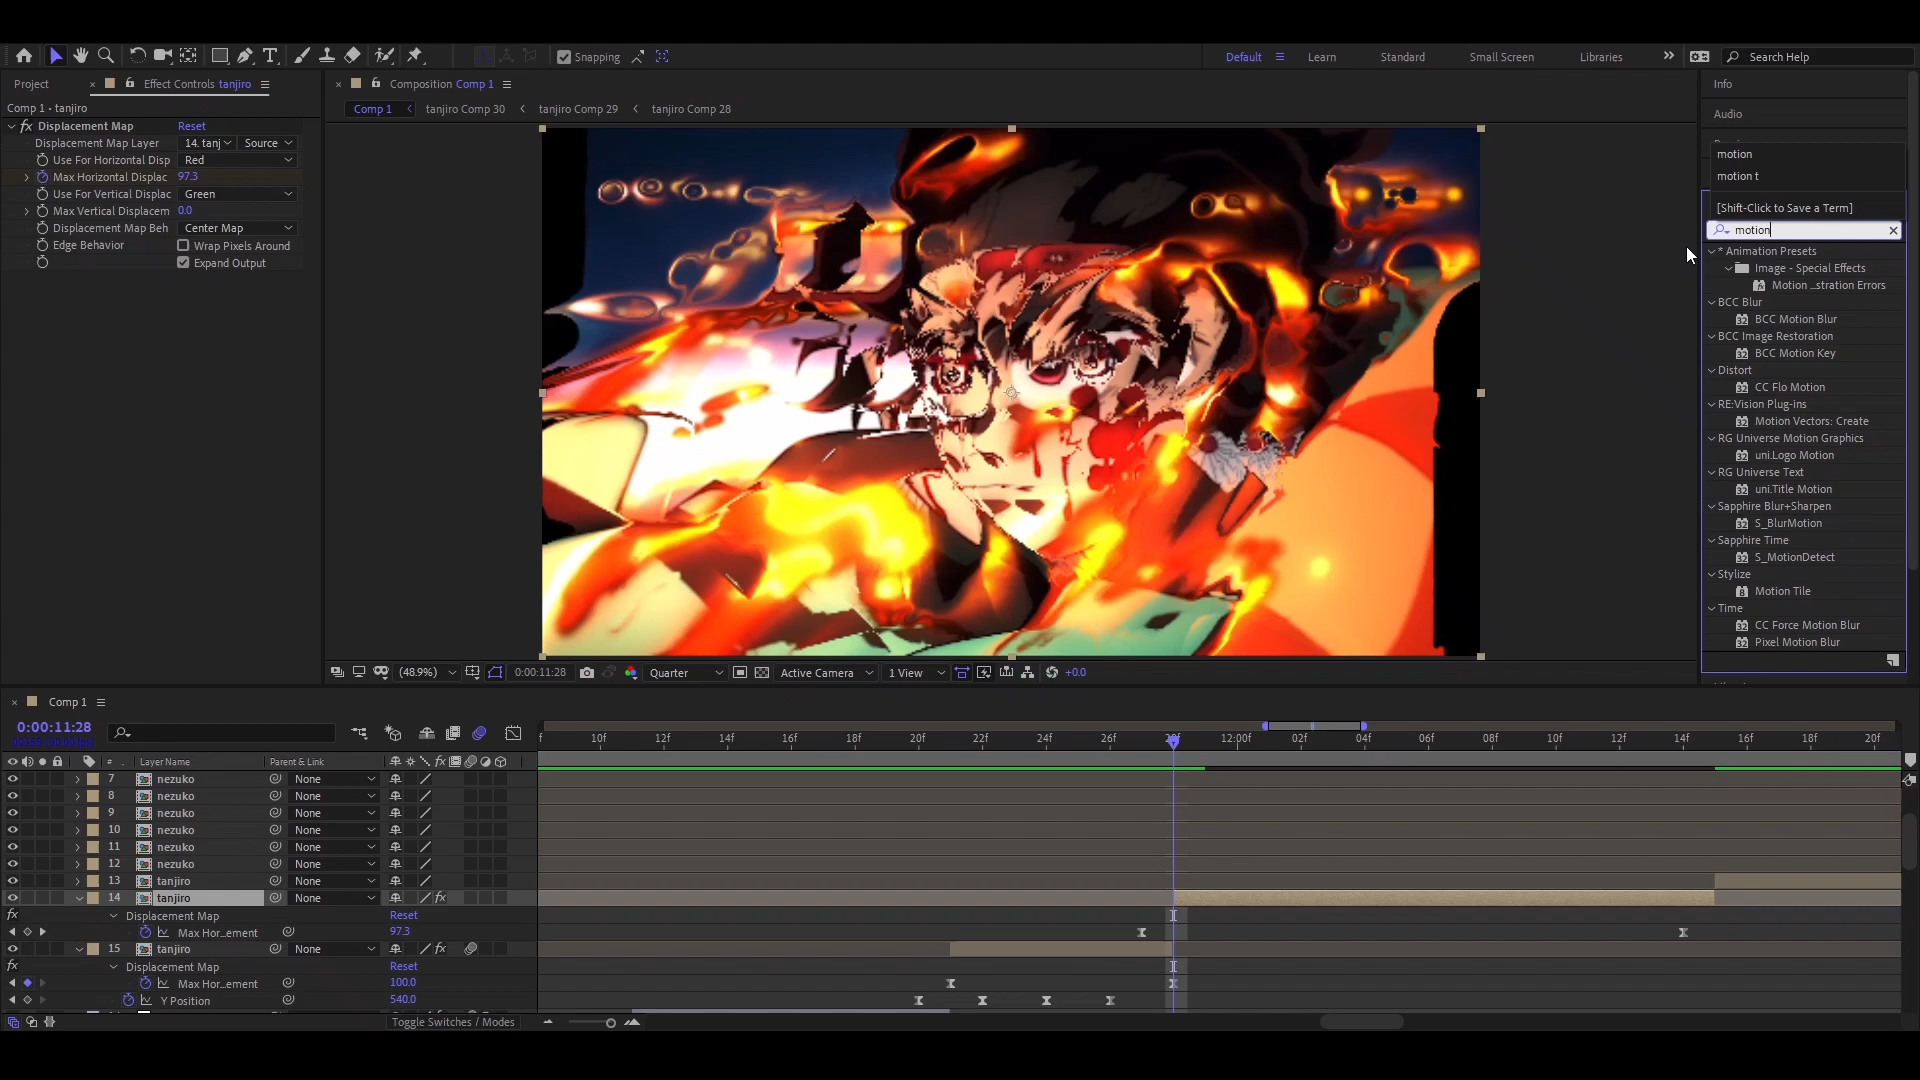 Snapping
Default
Learn
Standard
Small Screen
Libraries
Search Help
Project
Effect Controls tanjiro
Composition Comp 1
Info
Comp 1 • tanjiro
Comp 1
tanjiro Comp 30
tanjiro Comp 29
tanjiro Comp 28
Audio
fx Displacement Map Reset
Displacement Map Layer 14. tanj Source
Use For Horizontal Disp Red
Max Horizontal Displac 97.3
Use For Vertical Displac Green
Max Vertical Displacem 0.0
Displacement Map Beh Center Map
Edge Behavior Wrap Pixels Around
Expand Output
motion
motion t
[Shift-Click to Save a Term]
motion
* Animation Presets
Image - Special Effects
Motion ...stration Errors
BCC Blur
BCC Motion Blur
BCC Image Restoration
BCC Motion Key
Distort
CC Flo Motion
RE:Vision Plug-ins
Motion Vectors: Create
RG Universe Motion Graphics
uni.Logo Motion
RG Universe Text
uni.Title Motion
Sapphire Blur+Sharpen
S_BlurMotion
Sapphire Time
S_MotionDetect
Stylize
Motion Tile
Time
CC Force Motion Blur
Pixel Motion Blur
(48.9%) 0:00:11:28 Quarter Active Camera 1 View +0.0
Comp 1
0:00:11:28
f 10f 12f 14f 16f 18f 20f 22f 24f 26f 28f 12:00f 02f 04f 06f 08f 10f 12f 14f 16f 18f 20f
# Layer Name Parent & Link fx
7 nezuko None
8 nezuko None
9 nezuko None
10 nezuko None
11 nezuko None
12 nezuko None
13 tanjiro None
14 tanjiro None fx
fx Displacement Map Reset
Max Hor...ement 97.3
15 tanjiro None fx
fx Displacement Map Reset
Max Hor...ement 100.0
Y Position 540.0
Toggle Switches / Modes